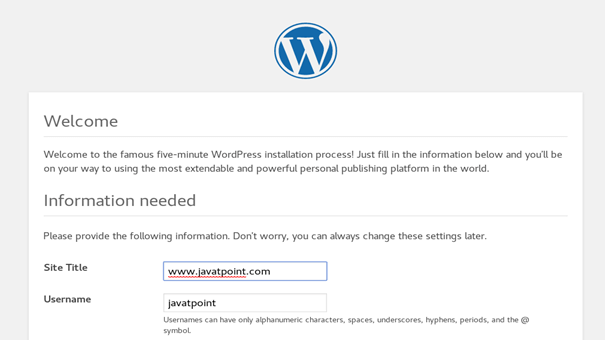 Welcome
Welcome to the famous five-minute WordPress installation process! Just fill in the information below and you'll be
on your way to using the most extendable and powerful personal publishing platform in the world.
Information needed
Please provide the following information. Don't worry, you can always change these settings later.
Site Title
www.javatpoint.com
Username
javatpoint
Usernames can have only alphanumeric characters, spaces, underscores, hyphens, periods, and the @
symbol.